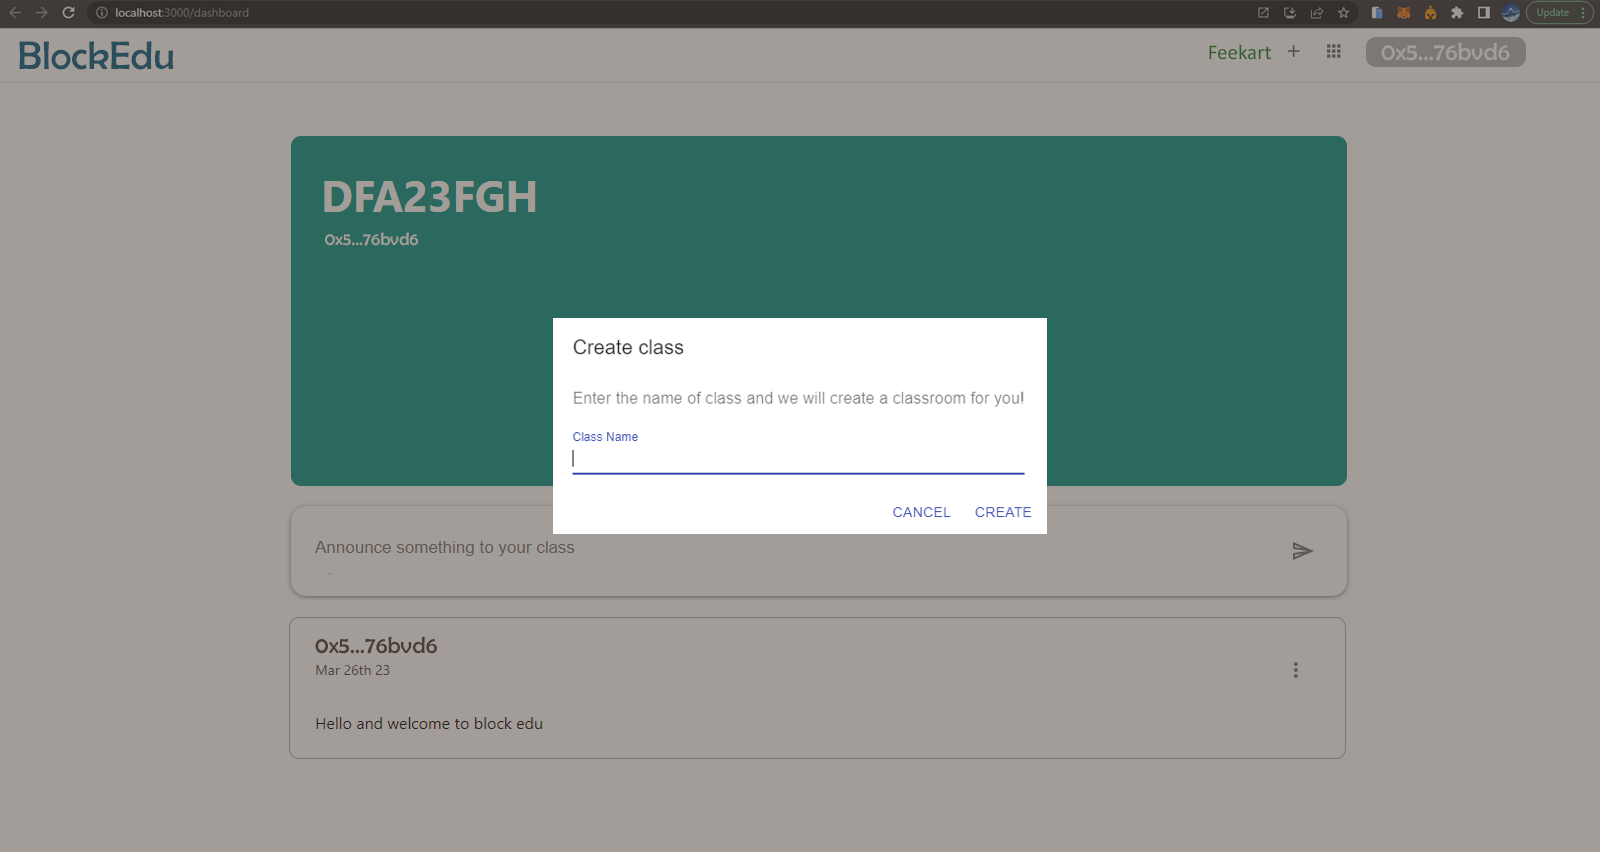 localhost:3000/dashboard
Update
BlockEdu
Feekart
0x5...76bvd6
DFA23FGH
0x5...76bvd6
Create class
Enter the name of class and we will create a classroom for you!
Class Name
CANCEL CREATE
Announce something to your class
0x5...76bvd6
Mar 26th 23
Hello and welcome to block edu